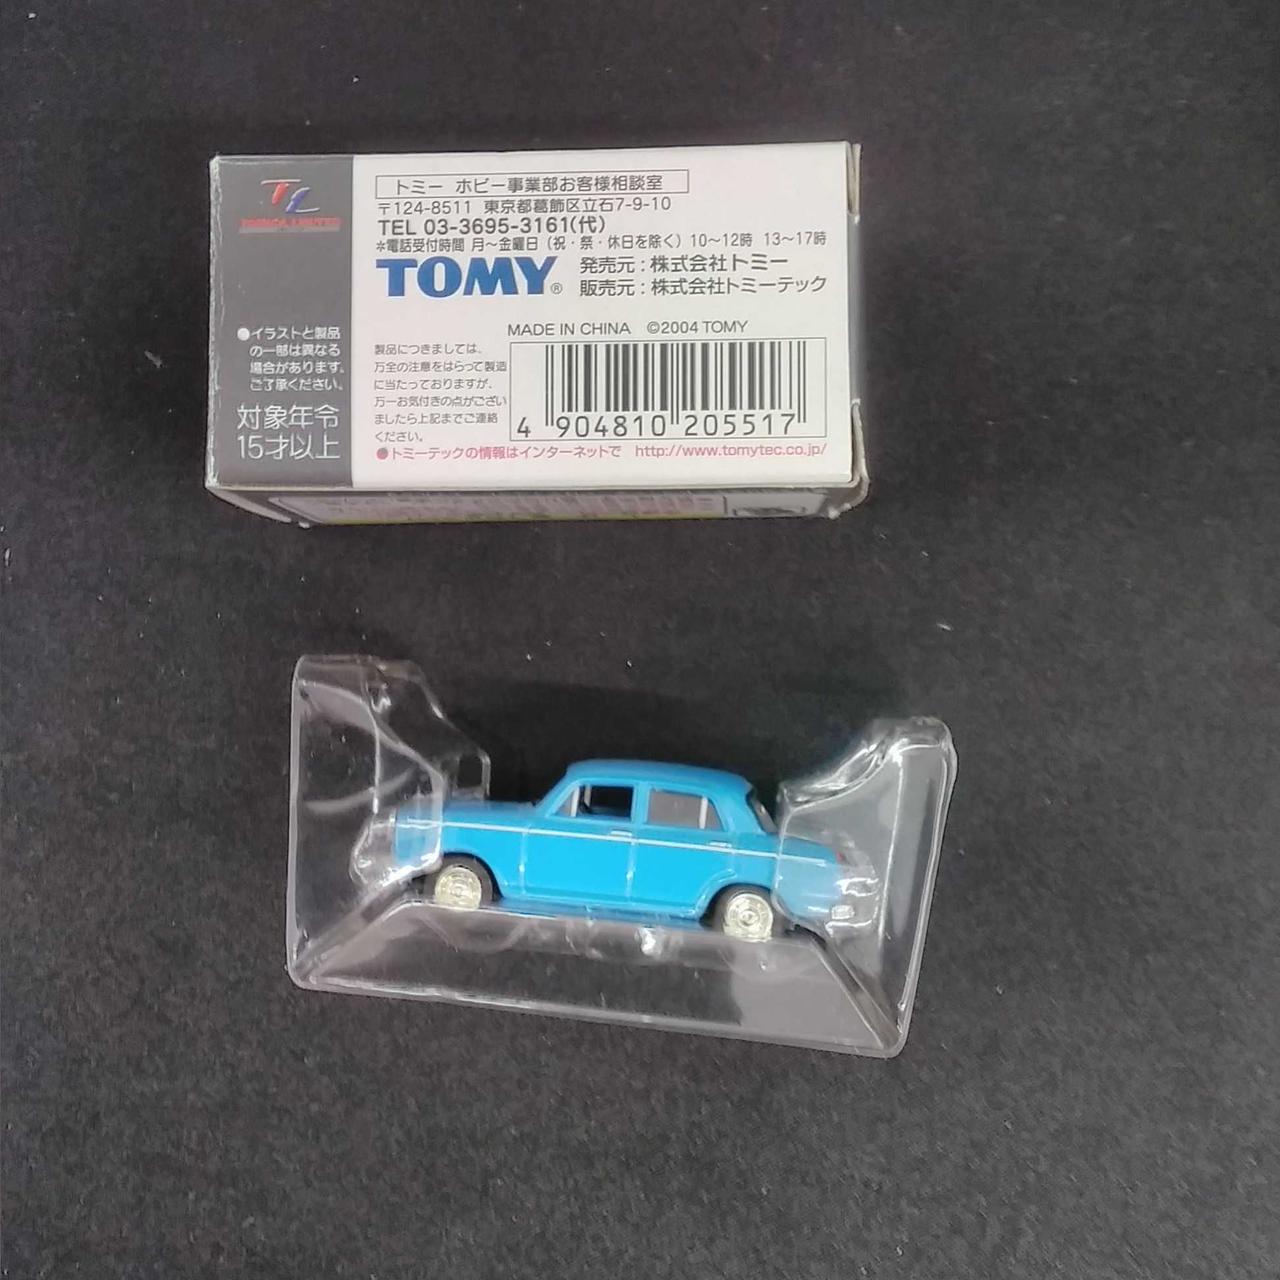 TL
TOMICA LIMITED
●イラストと製品
の一部は異なる
場合があります。
ご了承ください。
対象年令
15才以上
トミー ホビー事業部お客様相談室
〒124-8511 東京都葛飾区立石7-9-10
TEL 03-3695-3161(代)
*電話受付時間 月～金曜日(祝・祭・休日を除く)10～12時 13～17時
TOMY®
発売元:株式会社トミー
販売元:株式会社トミーテック
MADE IN CHINA ©2004 TOMY
製品につきましては、
万全の注意をはらって製造
に当たっておりますが、
万一お気付きの点がござい
ましたら上記までご連絡
ください。
4 904810 205517
●トミーテックの情報はインターネットで http://www.tomytec.co.jp/